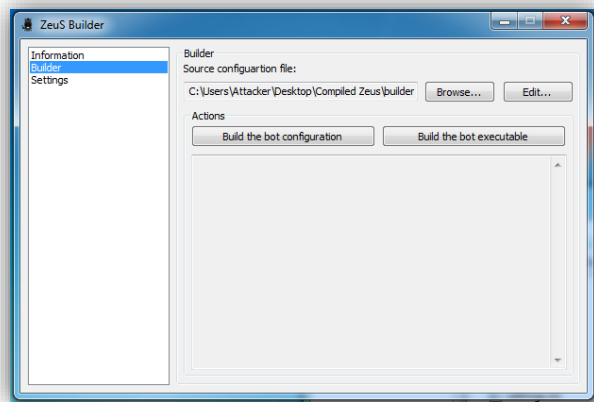 ZeuS Builder
Information
Builder
Settings
Builder
Source configuartion file:
C:\Users\Attacker\Desktop\Compiled Zeus\builder
Browse...
Edit...
Actions
Build the bot configuration
Build the bot executable